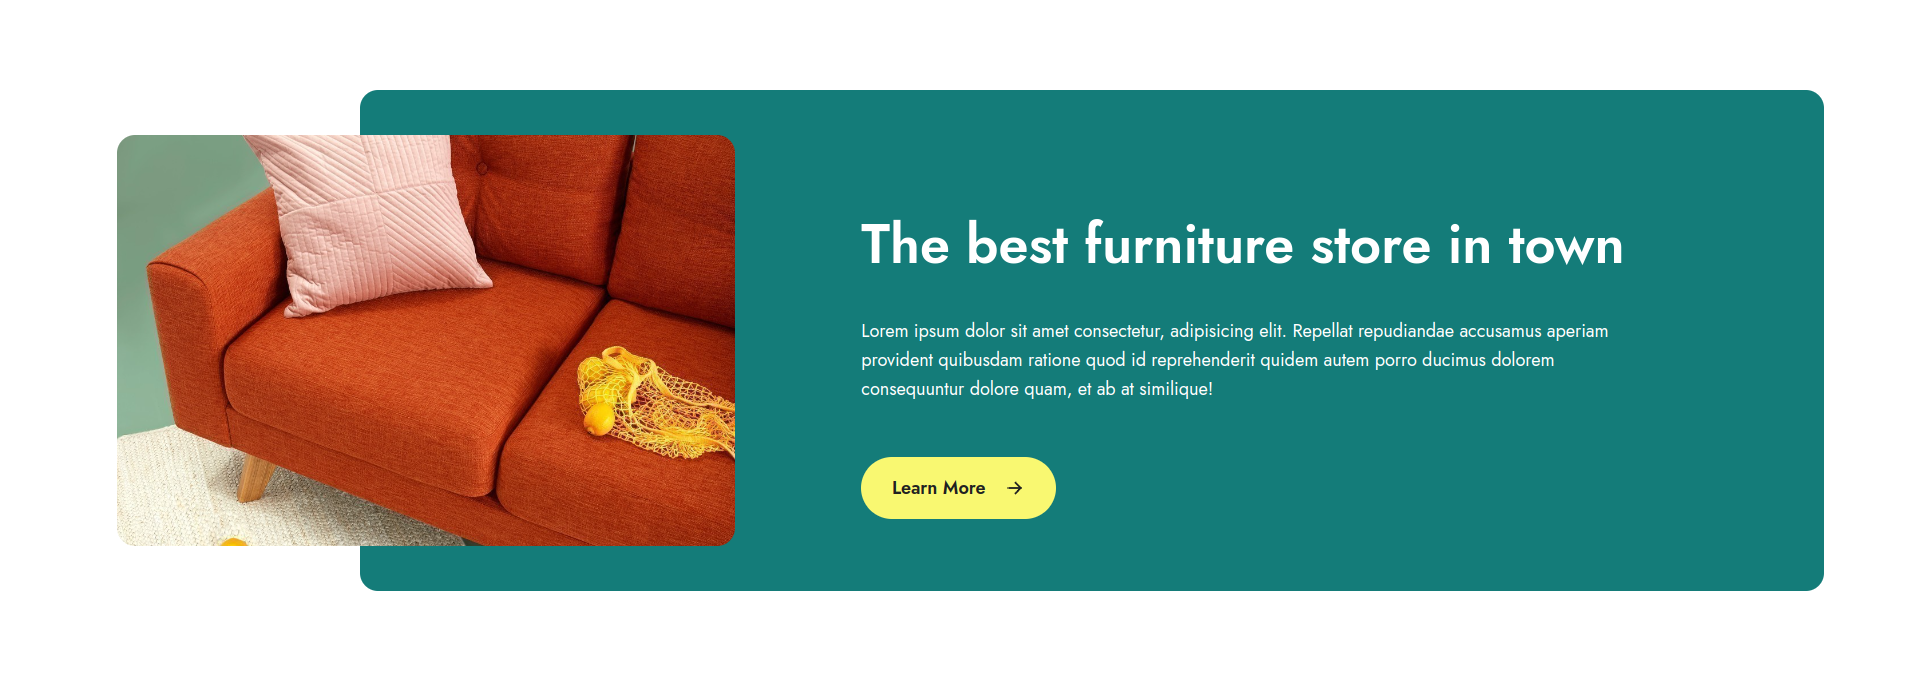 The best furniture store in town
Lorem ipsum dolor sit amet consectetur, adipisicing elit. Repellat repudiandae accusamus aperiam
provident quibusdam ratione quod id reprehenderit quidem autem porro ducimus dolorem
consequuntur dolore quam, et ab at similique!
Learn More